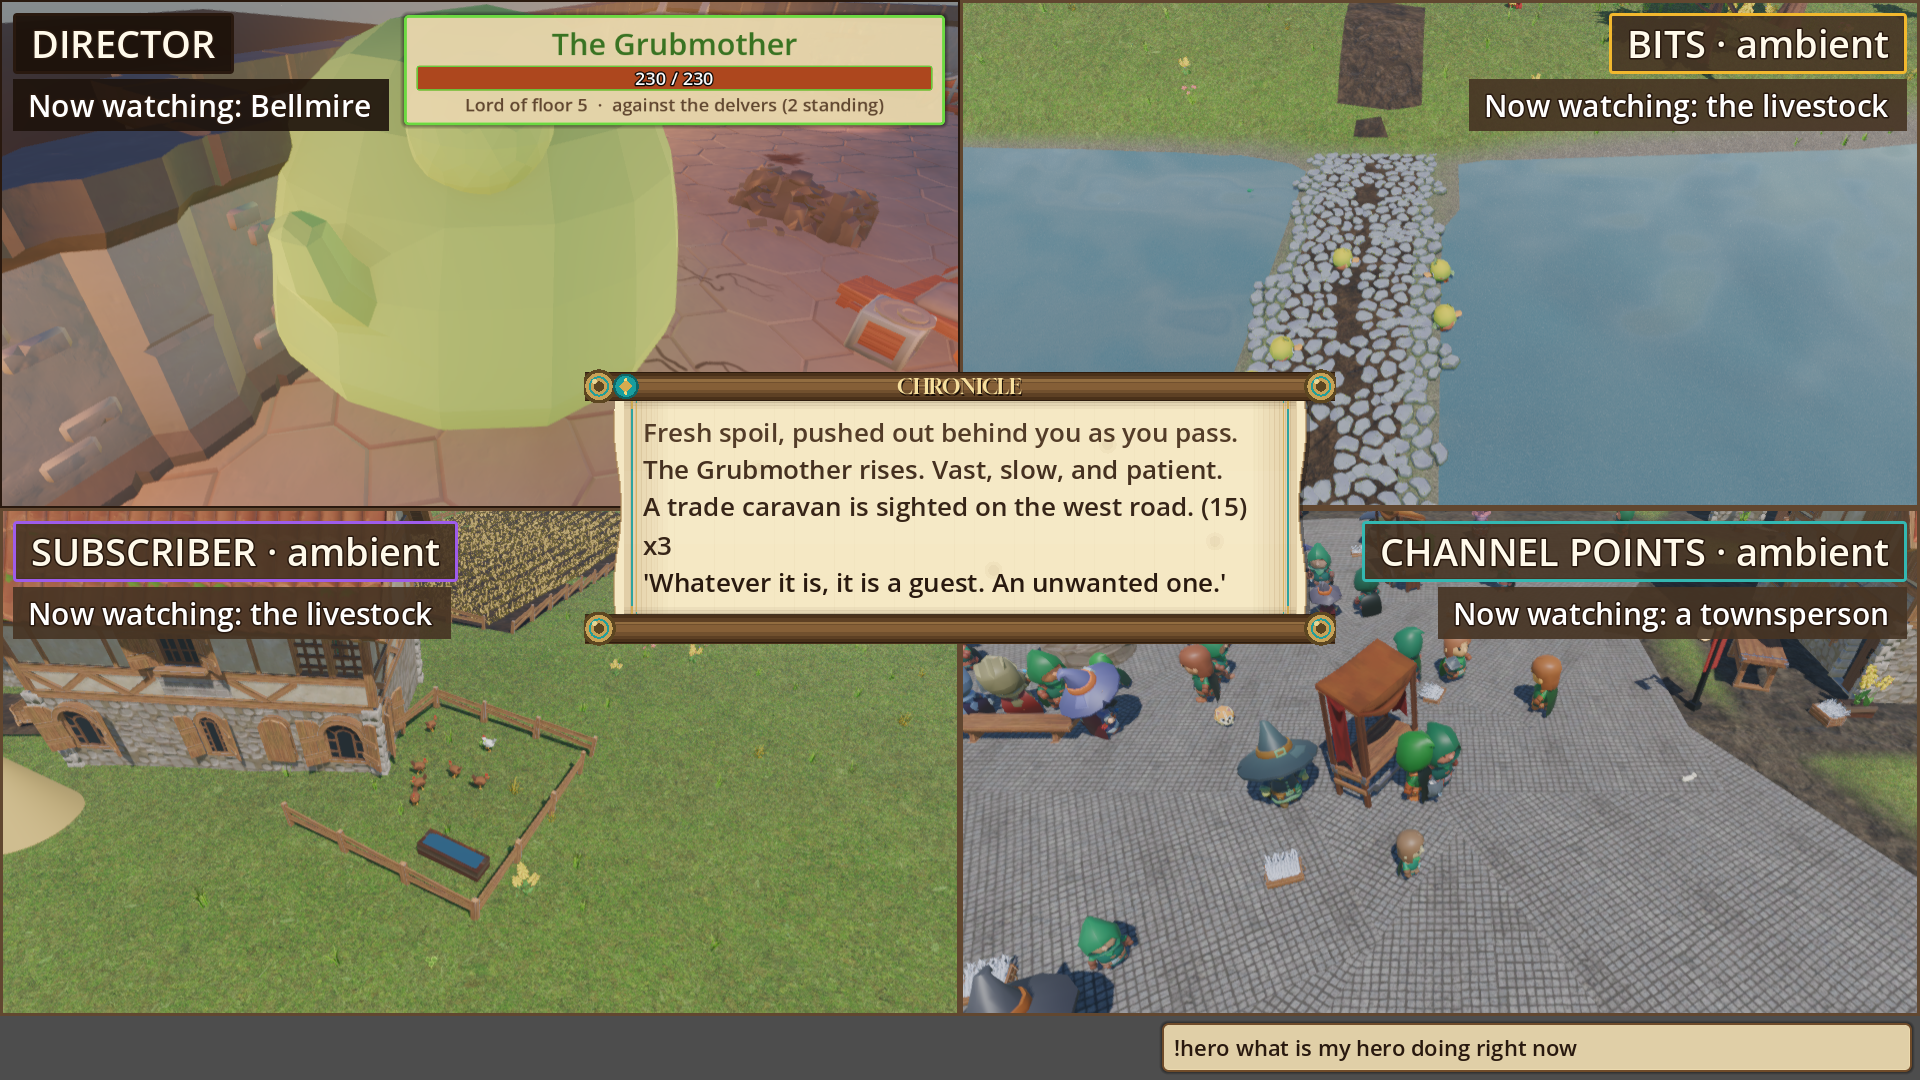 DIRECTOR
Now watching: Bellmire
The Grubmother
230 / 230
Lord of floor 5 · against the delvers (2 standing)
BITS · ambient
Now watching: the livestock
CHRONICLE
Fresh spoil, pushed out behind you as you pass.
The Grubmother rises. Vast, slow, and patient.
A trade caravan is sighted on the west road. (15)
x3
'Whatever it is, it is a guest. An unwanted one.'
SUBSCRIBER · ambient
Now watching: the livestock
CHANNEL POINTS · ambient
Now watching: a townsperson
!hero what is my hero doing right now